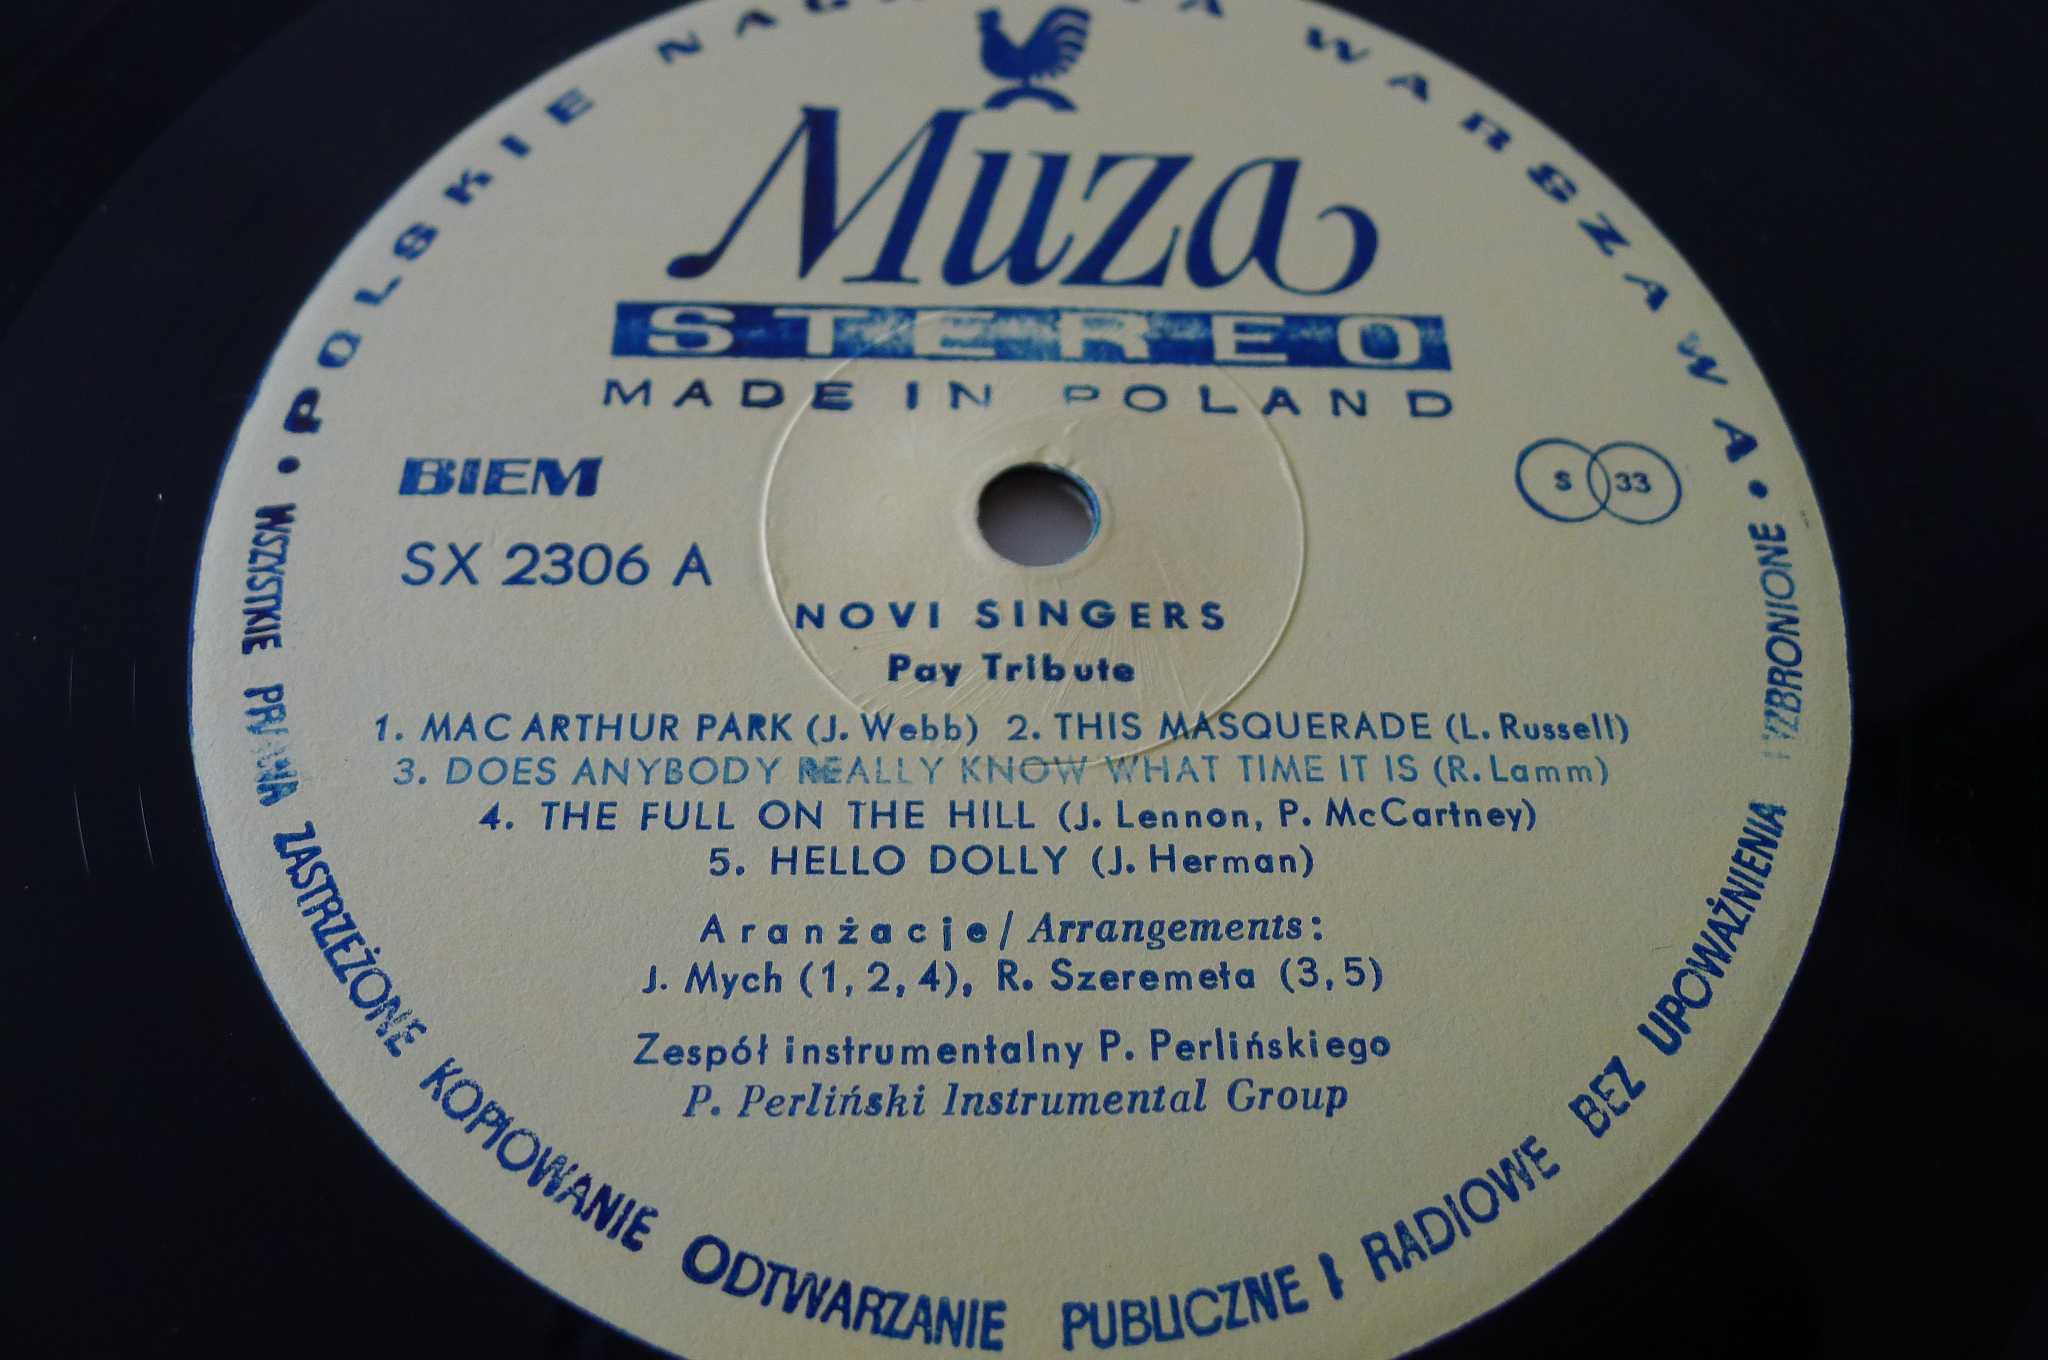 POLSKIE NAGRANIA WARSZAWA
Muza
STEREO
MADE IN POLAND
BIEM
S 33
SX 2306 A
NOVI SINGERS
Pay Tribute
1. MAC ARTHUR PARK (J. Webb) 2. THIS MASQUERADE (L. Russell)
3. DOES ANYBODY REALLY KNOW WHAT TIME IT IS (R. Lamm)
4. THE FULL ON THE HILL (J. Lennon, P. McCartney)
5. HELLO DOLLY (J. Herman)
Aranżacje / Arrangements:
J. Mych (1, 2, 4), R. Szeremeta (3, 5)
Zespół instrumentalny P. Perlińskiego
P. Perliński Instrumental Group
• WSZYSTKIE PRAWA ZASTRZEŻONE KOPIOWANIE ODTWARZANIE PUBLICZNE I RADIOWE BEZ UPOWAŻNIENIA WZBRONIONE •